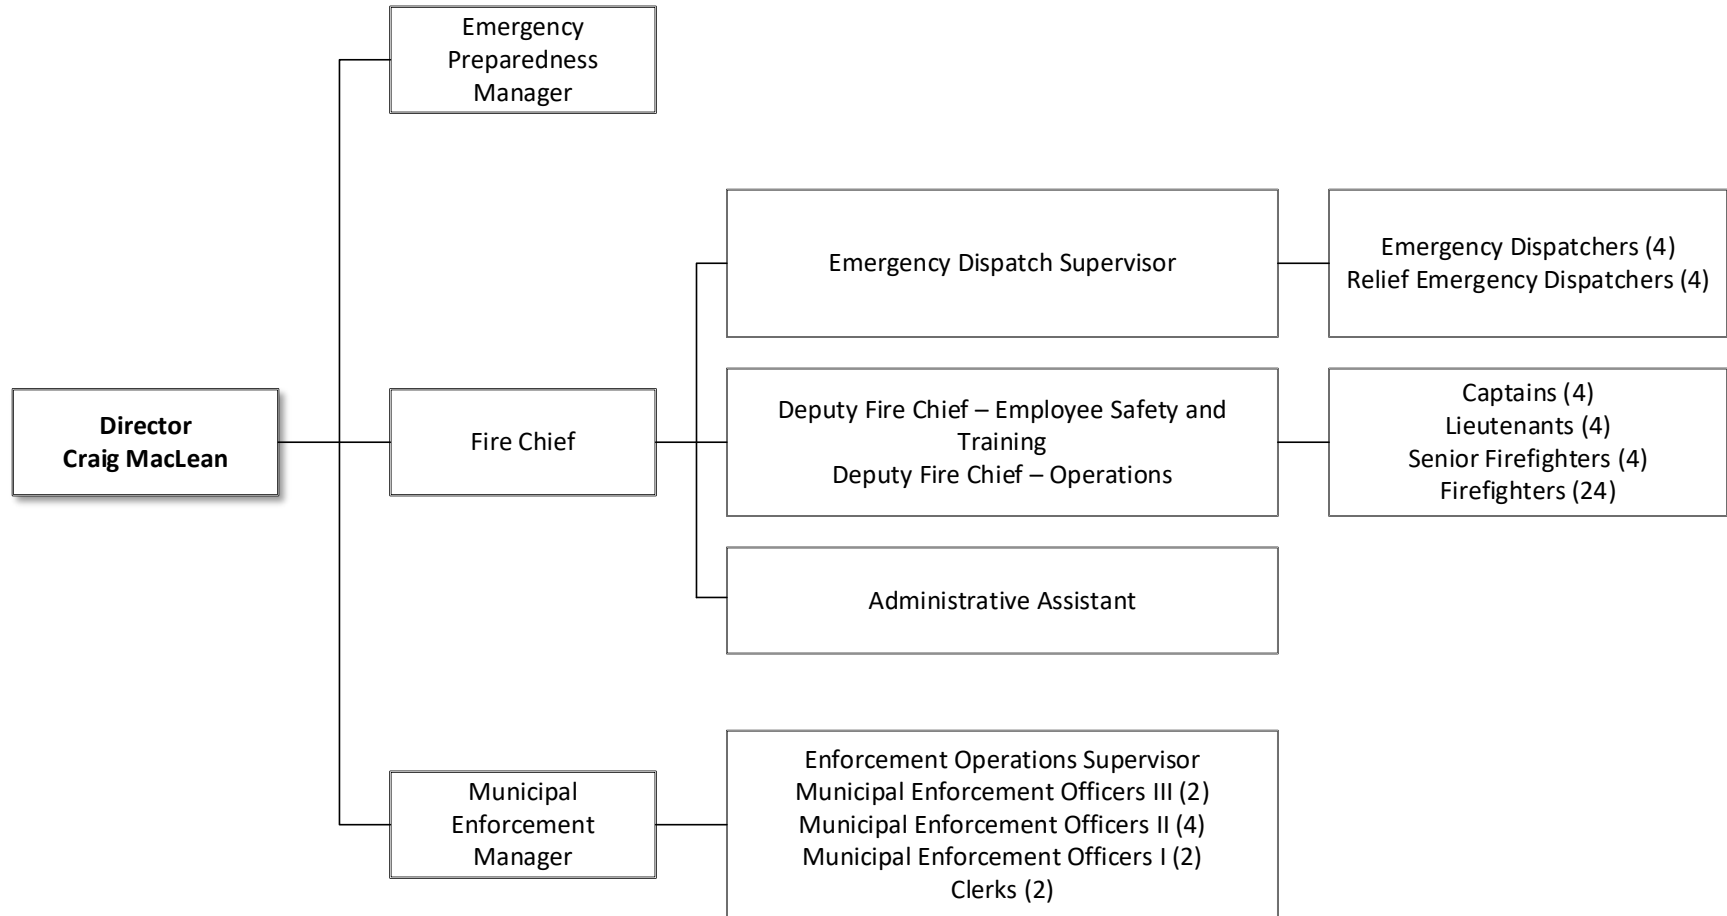 Emergency
Preparedness
Manager
Emergency Dispatch Supervisor
Emergency Dispatchers (4)
Relief Emergency Dispatchers (4)
Director
Craig MacLean
Fire Chief
Deputy Fire Chief – Employee Safety and
Training
Deputy Fire Chief – Operations
Captains (4)
Lieutenants (4)
Senior Firefighters (4)
Firefighters (24)
Administrative Assistant
Municipal
Enforcement
Manager
Enforcement Operations Supervisor
Municipal Enforcement Officers III (2)
Municipal Enforcement Officers II (4)
Municipal Enforcement Officers I (2)
Clerks (2)